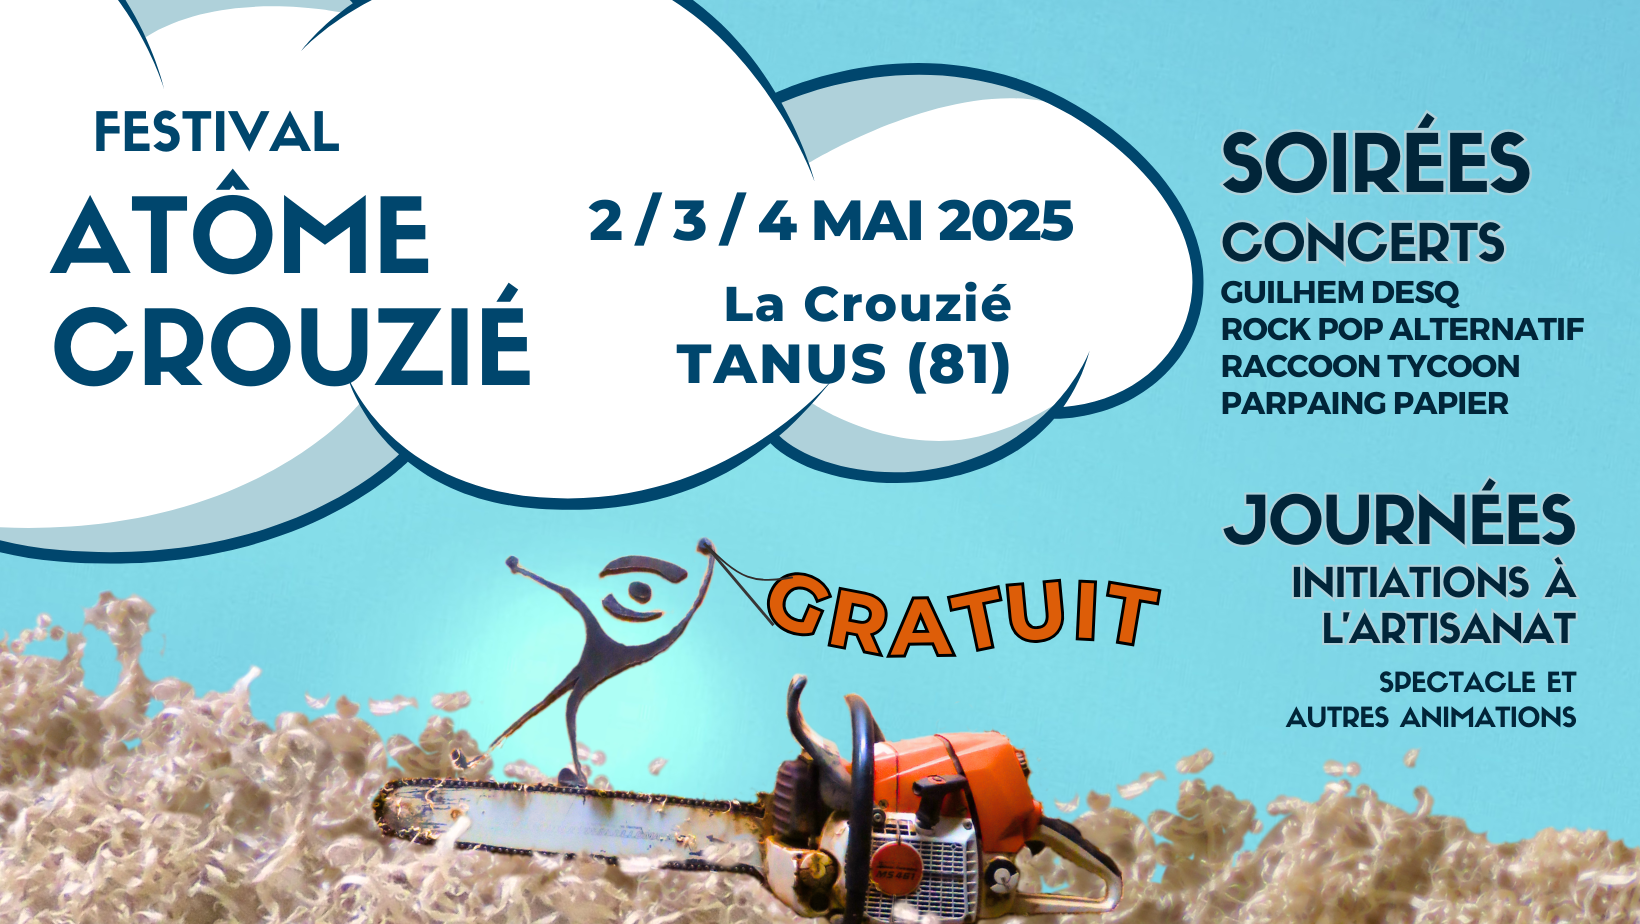 FESTIVAL
ATÔME
CROUZIÉ
2 / 3 / 4 MAI 2025
La Crouzié
TANUS (81)
SOIRÉES
CONCERTS
GUILHEM DESQ
ROCK POP ALTERNATIF
RACCOON TYCOON
PARPAING PAPIER
JOURNÉES
INITIATIONS À
L'ARTISANAT
SPECTACLE ET
AUTRES ANIMATIONS
GRATUIT
MS461